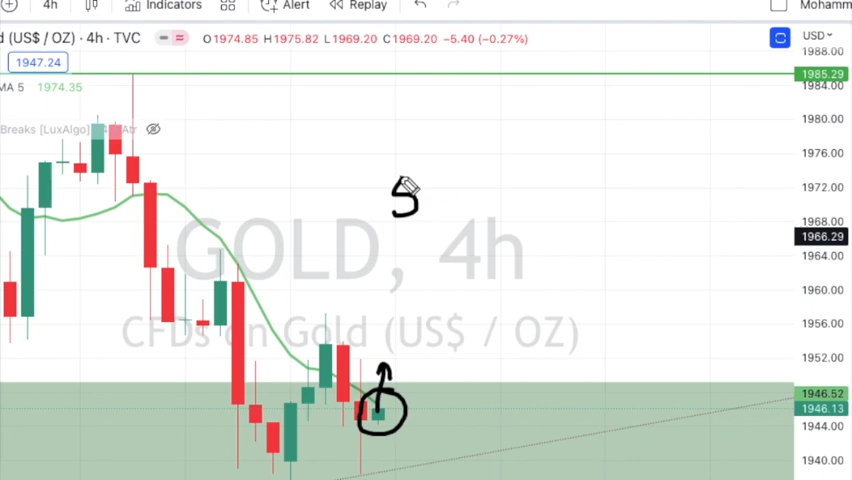 4h Indicators Alert Replay Mohamm
d (US$ / OZ) · 4h · TVC O1974.85 H1975.82 L1969.20 C1969.20 −5.40 (−0.27%) USD
1947.24
1988.00
1985.29
MA 5 1974.35
1984.00
1980.00
Breaks [LuxAlgo]
1976.00
1972.00
S
1968.00
1966.29
GOLD, 4h
1964.00
1960.00
1956.00
CFDs on Gold (US$ / OZ)
1952.00
1946.52
1946.13
1944.00
1940.00